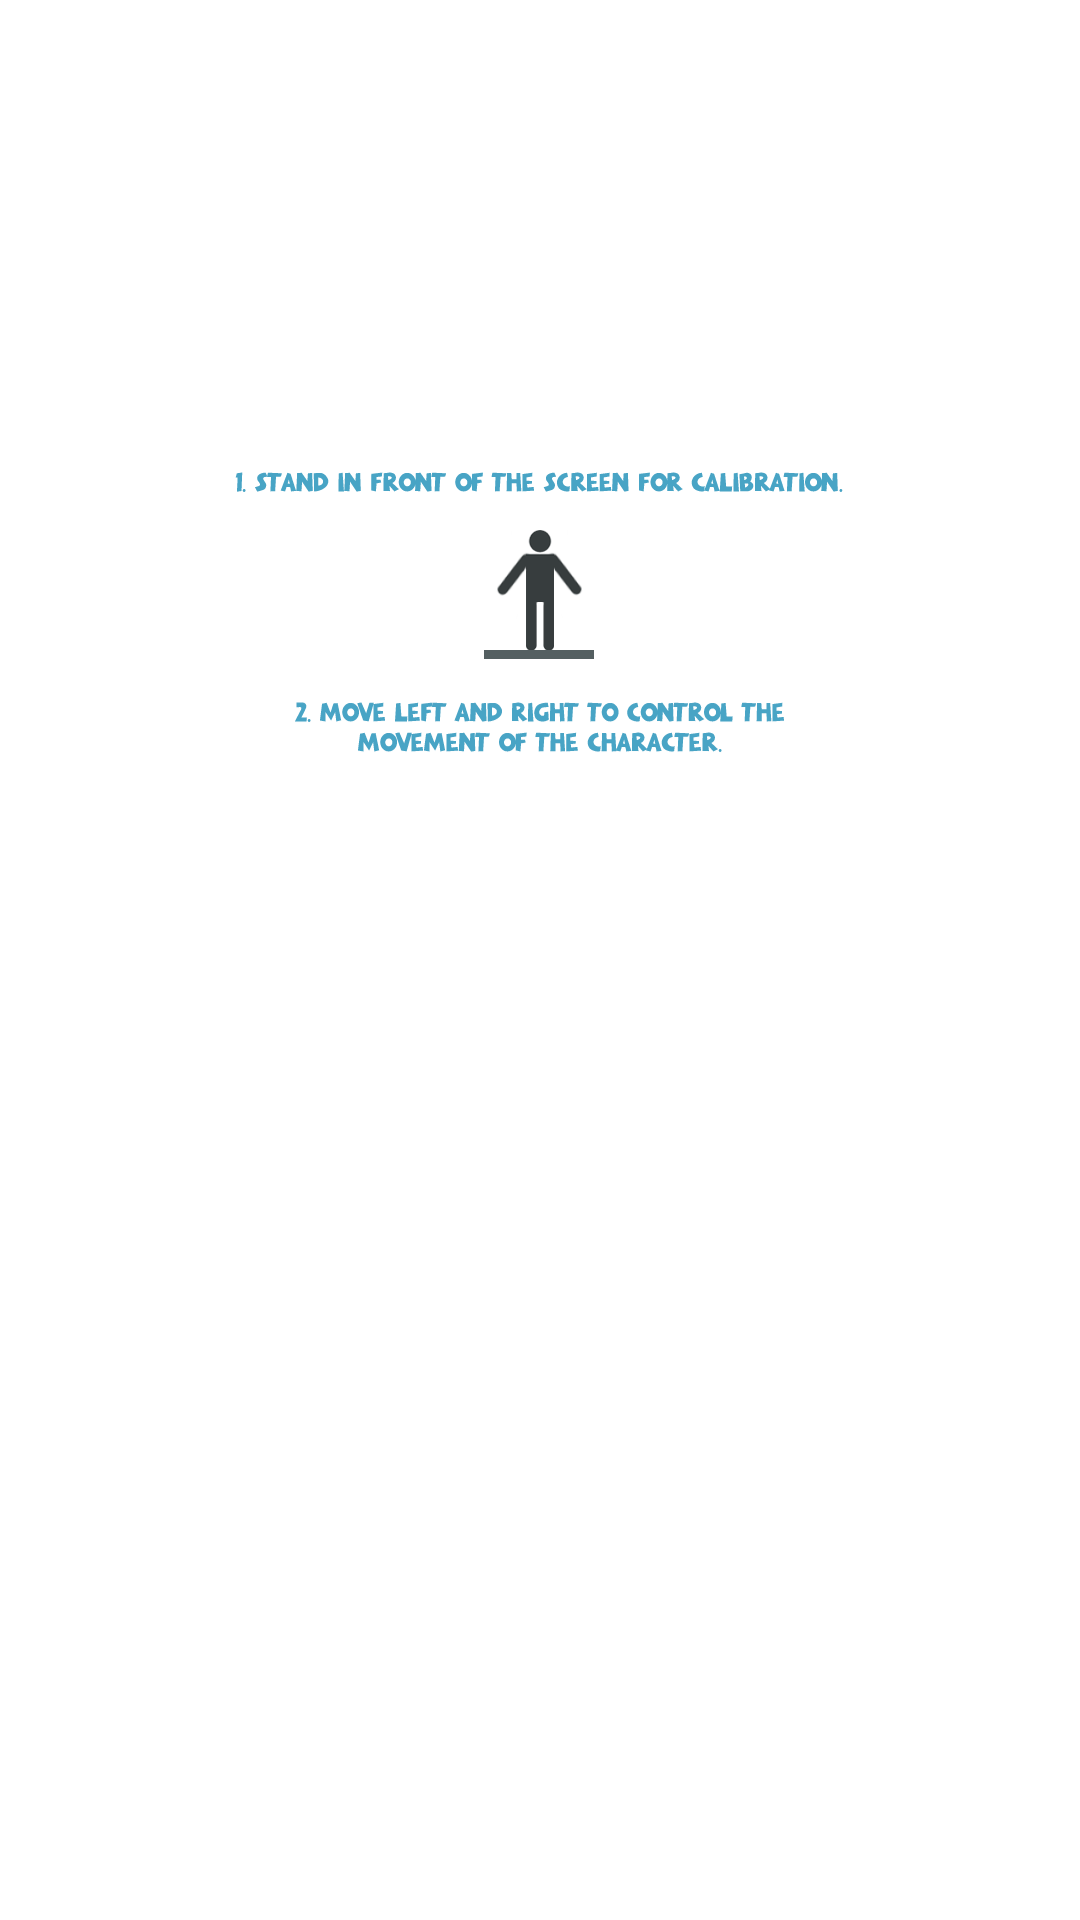 1. STAND IN FRONT OF THE SCREEN FOR CALIBRATION.
2. MOVE LEFT AND RIGHT TO CONTROL THE
MOVEMENT OF THE CHARACTER.